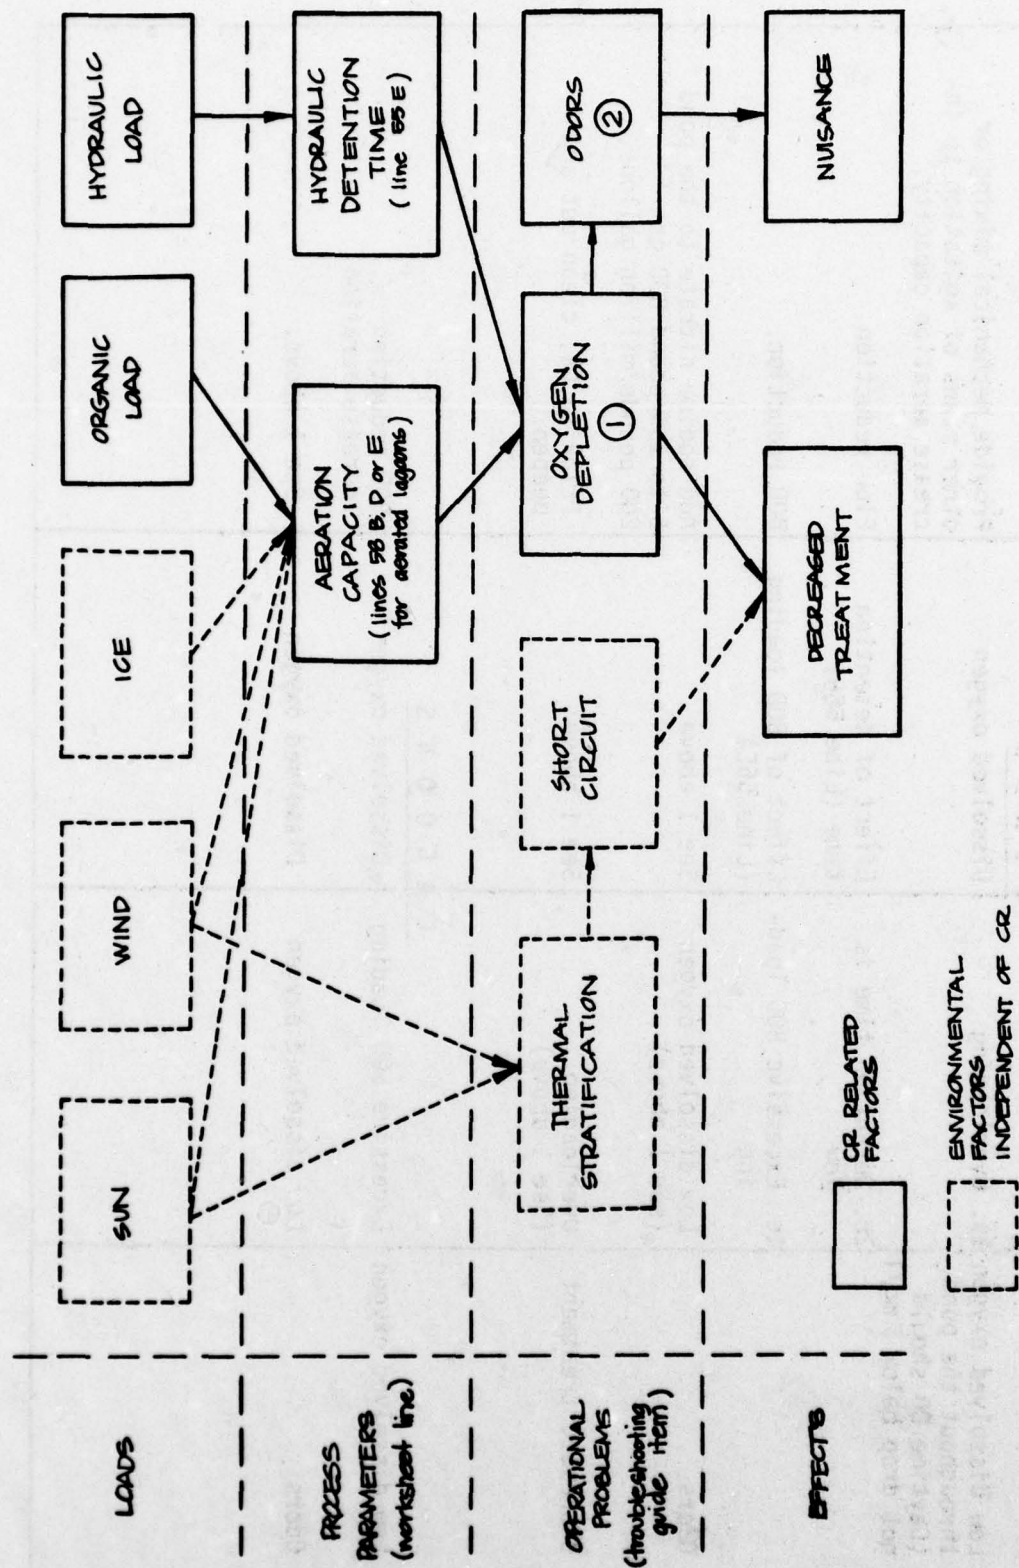 LOADS
SUN
WIND
ICE
ORGANIC
LOAD
HYDRAULIC
LOAD
PROCESS
PARAMETERS
(worksheet line)
AERATION
CAPACITY
(lines 5B B, D or E
for aerated lagoons)
HYDRAULIC
DETENTION
TIME
(line 5B E)
OPERATIONAL
PROBLEMS
(troubleshooting
guide item)
THERMAL
STRATIFICATION
SHORT
CIRCUIT
OXYGEN
DEPLETION
1
ODORS
2
EFFECTS
DECREASED
TREATMENT
NUISANCE
CR RELATED
FACTORS
ENVIRONMENTAL
FACTORS
INDEPENDENT OF CR